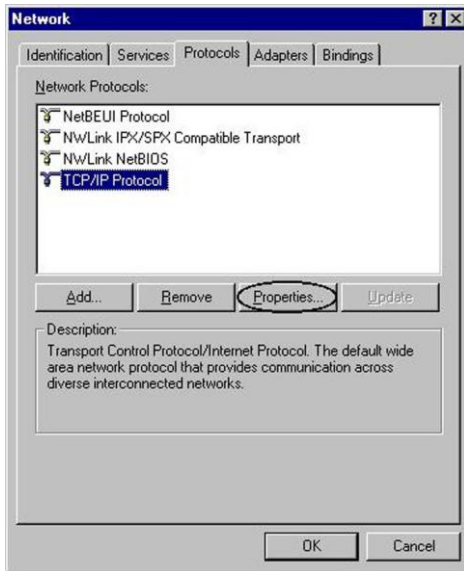 Network
? X
Identification Services Protocols Adapters Bindings
Network Protocols:
NetBEUI Protocol
NWLink IPX/SPX Compatible Transport
NWLink NetBIOS
TCP/IP Protocol
Add... Remove Properties... Update
Description:
Transport Control Protocol/Internet Protocol. The default wide
area network protocol that provides communication across
diverse interconnected networks.
OK Cancel